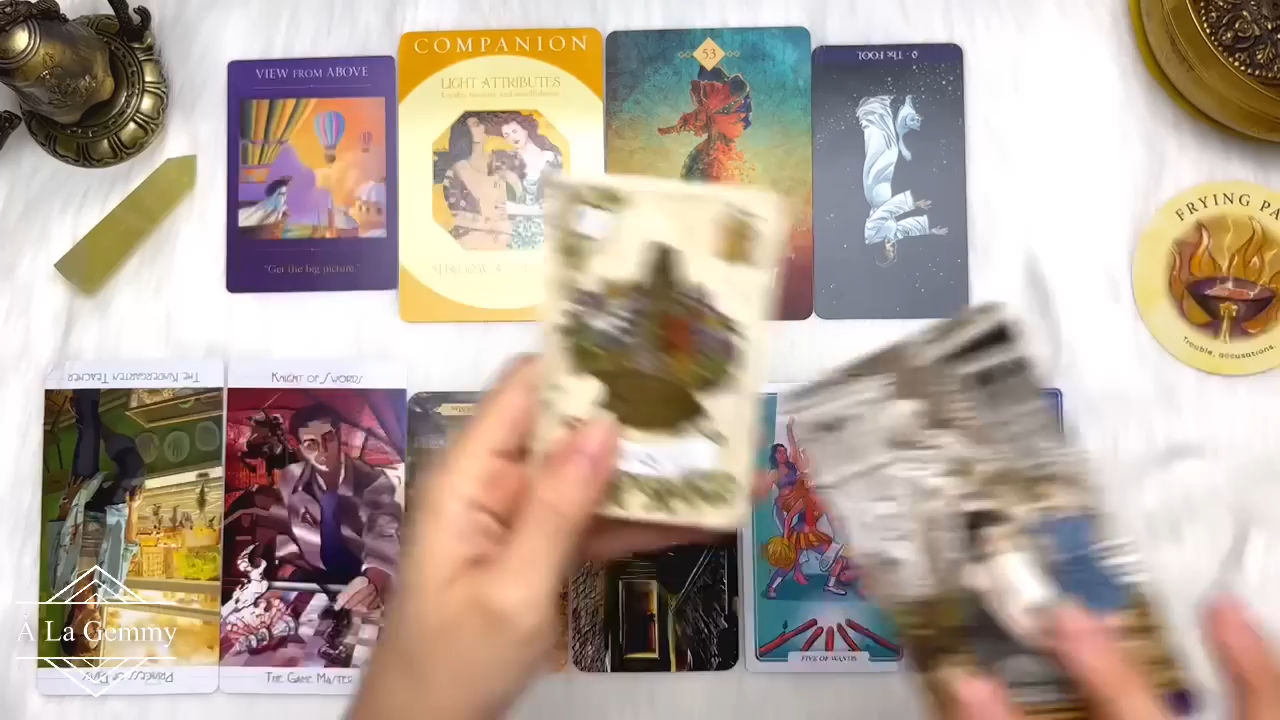 VIEW FROM ABOVE
"Get the big picture."
COMPANION
LIGHT ATTRIBUTES
53
0 · THE FOOL
FRYING PA
Trouble, accusations.
THE KINDERGARTEN TEACHER
KNIGHT OF SWORDS
THE GAME MASTER
FIVE OF WANDS
À La Gemmy